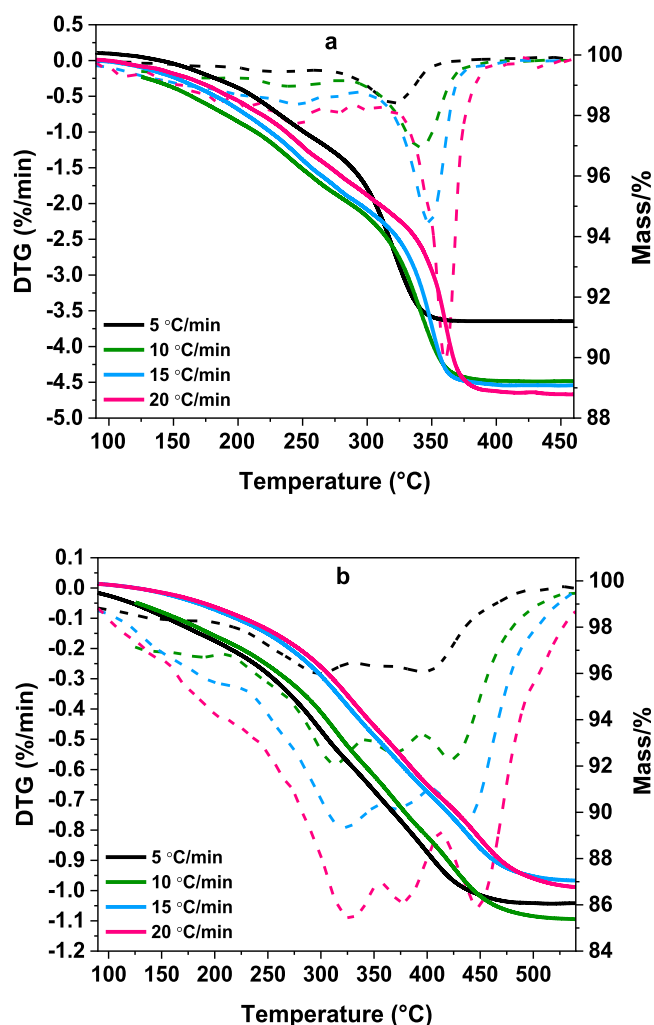 a
DTG (%/min)
0.5
0.0
-0.5
-1.0
-1.5
-2.0
-2.5
-3.0
-3.5
-4.0
-4.5
-5.0
5 °C/min
10 °C/min
15 °C/min
20 °C/min
100
98
96
94
92
90
88
Mass/%
100 150 200 250 300 350 400 450
Temperature (°C)
b
DTG (%/min)
0.1
0.0
-0.1
-0.2
-0.3
-0.4
-0.5
-0.6
-0.7
-0.8
-0.9
-1.0
-1.1
-1.2
5 °C/min
10 °C/min
15 °C/min
20 °C/min
100
98
96
94
92
90
88
86
84
Mass/%
100 150 200 250 300 350 400 450 500
Temperature (°C)